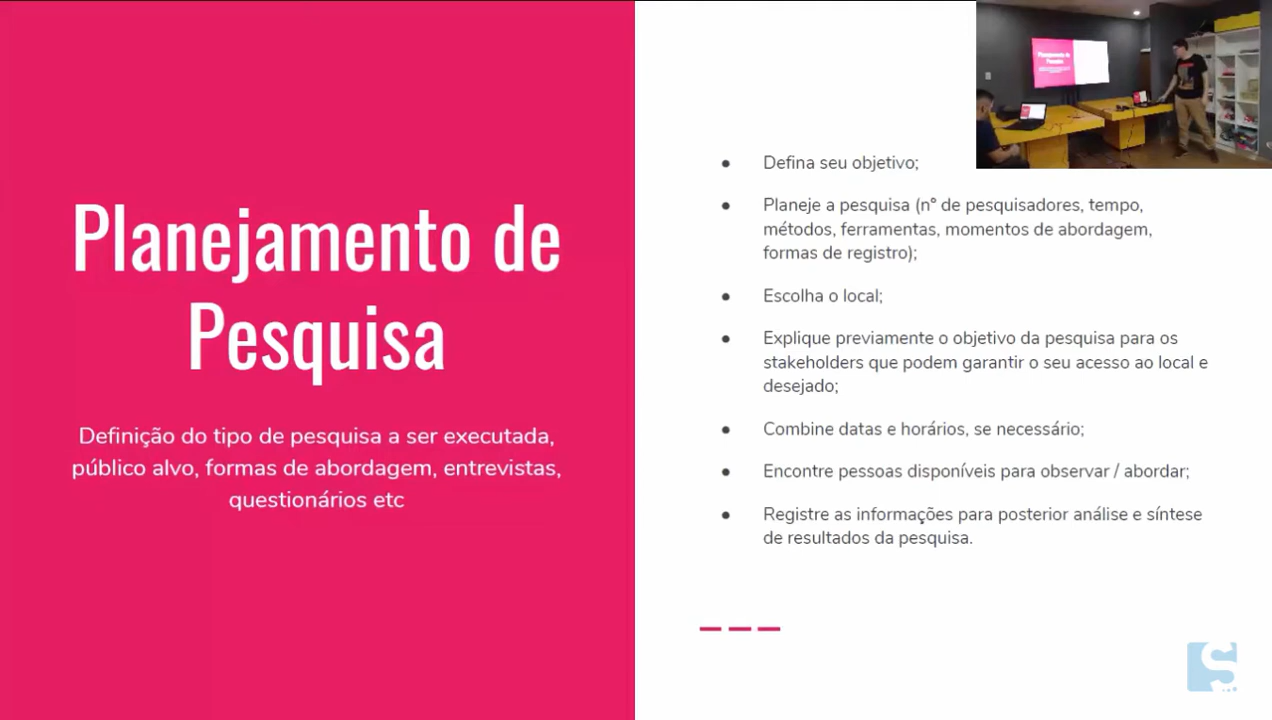 Planejamento de
Pesquisa
Definição do tipo de pesquisa a ser executada,
público alvo, formas de abordagem, entrevistas,
questionários etc
● Defina seu objetivo;
● Planeje a pesquisa (nº de pesquisadores, tempo,
métodos, ferramentas, momentos de abordagem,
formas de registro);
● Escolha o local;
● Explique previamente o objetivo da pesquisa para os
stakeholders que podem garantir o seu acesso ao local e
desejado;
● Combine datas e horários, se necessário;
● Encontre pessoas disponíveis para observar / abordar;
● Registre as informações para posterior análise e síntese
de resultados da pesquisa.
Planejamento de
Pesquisa
S